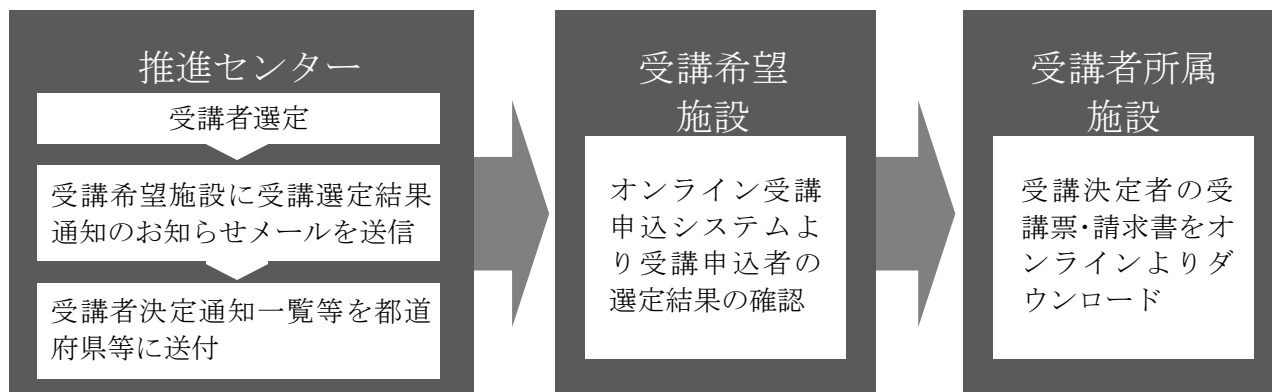 推進センター
受講者選定
受講希望施設に受講選定結果
通知のお知らせメールを送信
受講者決定通知一覧等を都道
府県等に送付
受講希望
施設
オンライン受講
申込システムよ
り受講申込者の
選定結果の確認
受講者所属
施設
受講決定者の受
講票・請求書をオ
ンラインよりダ
ウンロード